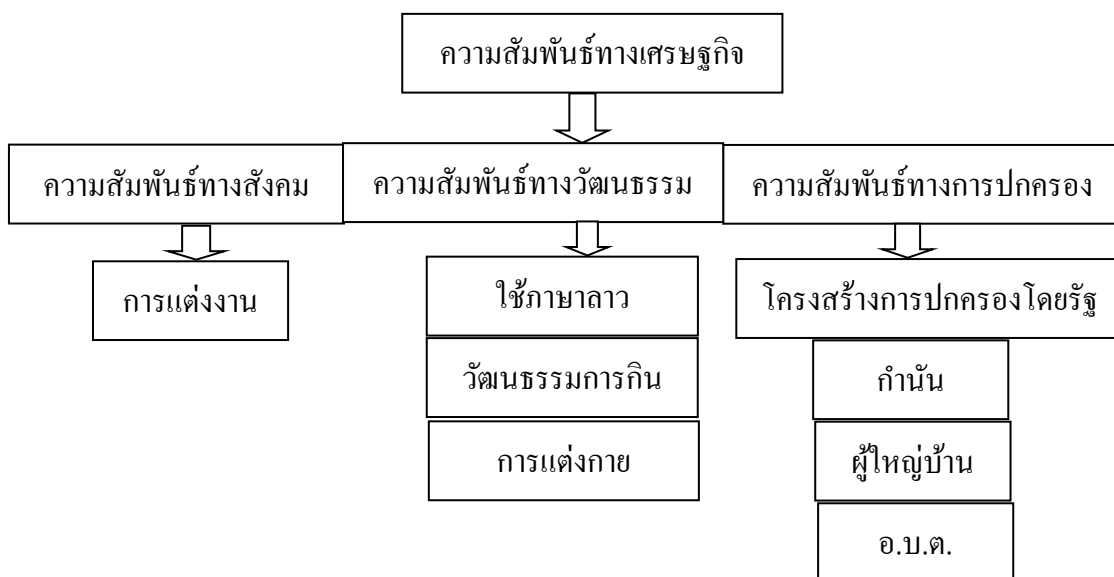 ความสัมพันธ์ทางเศรษฐกิจ
ความสัมพันธ์ทางสังคม
ความสัมพันธ์ทางวัฒนธรรม
ความสัมพันธ์ทางการปกครอง
การแต่งงาน
ใช้ภาษาลาว
โครงสร้างการปกครองโดยรัฐ
วัฒนธรรมการกิน
กำนัน
การแต่งกาย
ผู้ใหญ่บ้าน
อ.บ.ต.